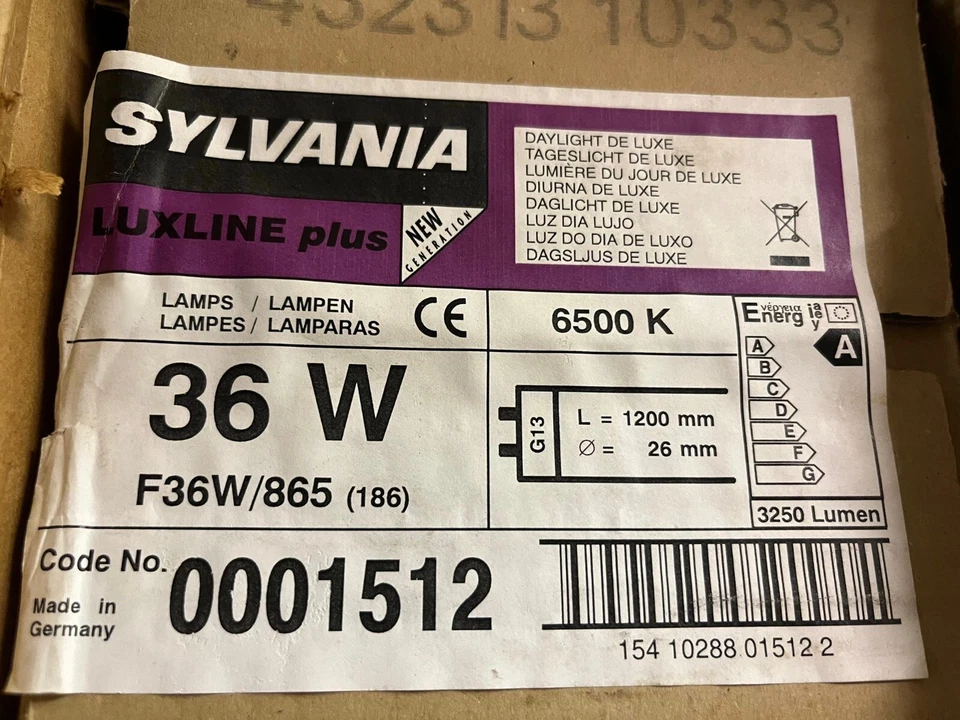 432313 10333
SYLVANIA
LUXLINE plus
NEW
GENERATION
DAYLIGHT DE LUXE
TAGESLICHT DE LUXE
LUMIÈRE DU JOUR DE LUXE
DIURNA DE LUXE
DAGLICHT DE LUXE
LUZ DIA LUJO
LUZ DO DIA DE LUXO
DAGSLJUS DE LUXE
LAMPS / LAMPEN
LAMPES / LAMPARAS
CE
6500 K
Energ
νέργεια
ia
ie
y
A
A
B
C
D
E
F
G
3250 Lumen
36 W
F36W/865 (186)
G13
L = 1200 mm
Ø = 26 mm
Code No. 0001512
Made in
Germany
154 10288 01512 2